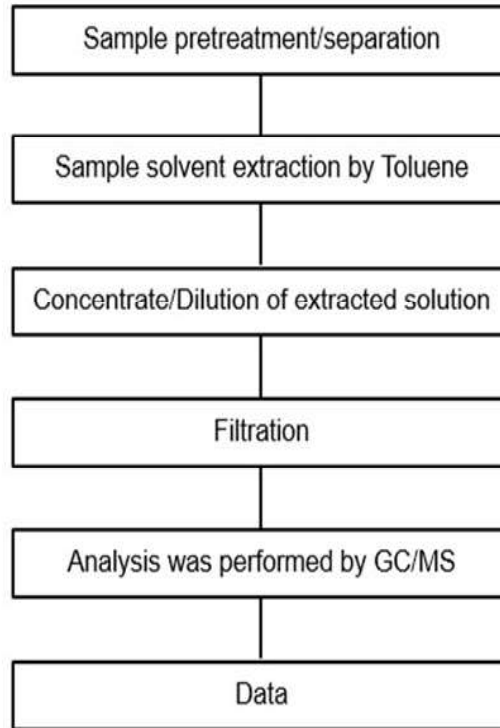 Sample pretreatment/separation
Sample solvent extraction by Toluene
Concentrate/Dilution of extracted solution
Filtration
Analysis was performed by GC/MS
Data